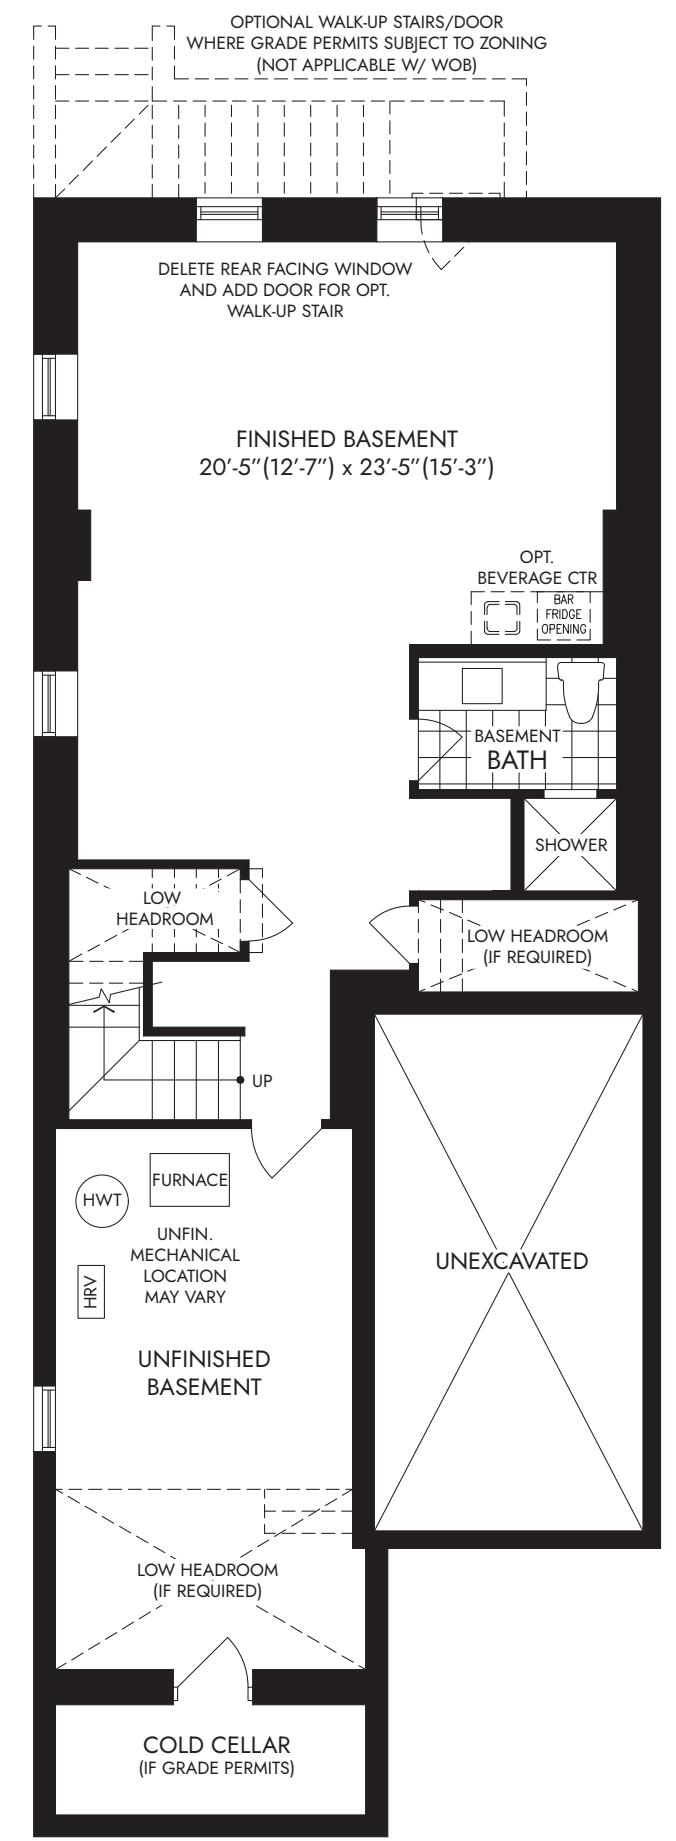 OPTIONAL WALK-UP STAIRS/DOOR
WHERE GRADE PERMITS SUBJECT TO ZONING
(NOT APPLICABLE W/ WOB)
DELETE REAR FACING WINDOW
AND ADD DOOR FOR OPT.
WALK-UP STAIR
FINISHED BASEMENT
20'-5"(12'-7") x 23'-5"(15'-3")
OPT.
BEVERAGE CTR
BAR
FRIDGE
OPENING
BASEMENT
BATH
SHOWER
LOW
HEADROOM
LOW HEADROOM
(IF REQUIRED)
UP
HWT
FURNACE
UNFIN.
MECHANICAL
LOCATION
MAY VARY
HRV
UNEXCAVATED
UNFINISHED
BASEMENT
LOW HEADROOM
(IF REQUIRED)
COLD CELLAR
(IF GRADE PERMITS)